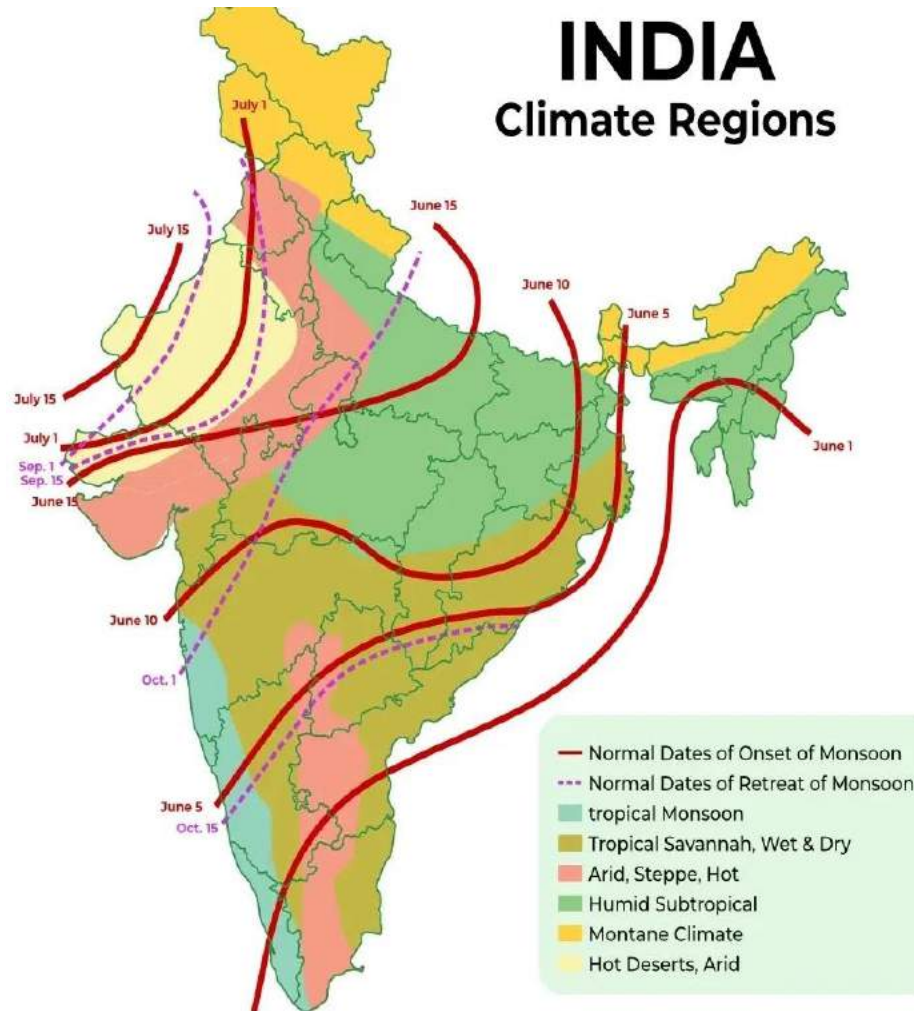 INDIA
Climate Regions
July 1
June 15
July 15
June 10
June 5
July 15
July 1
June 1
Sep. 1
Sep. 15
June 15
June 10
Oct. 1
June 5
Oct. 15
Normal Dates of Onset of Monsoon
Normal Dates of Retreat of Monsoon
tropical Monsoon
Tropical Savannah, Wet & Dry
Arid, Steppe, Hot
Humid Subtropical
Montane Climate
Hot Deserts, Arid